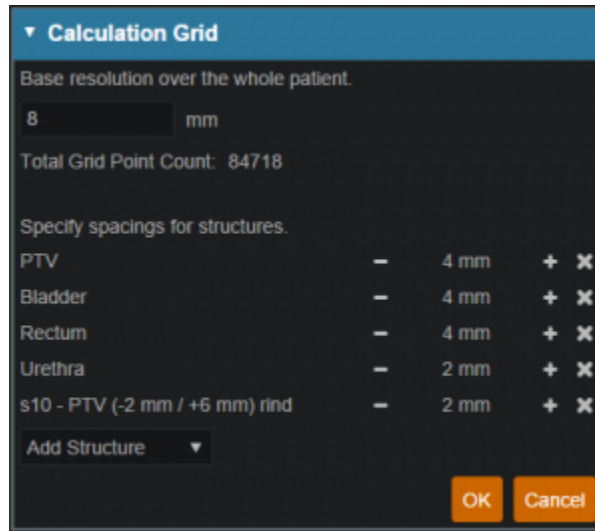 Calculation Grid
Base resolution over the whole patient.
8 mm
Total Grid Point Count: 84718
Specify spacings for structures.
PTV 4 mm
Bladder 4 mm
Rectum 4 mm
Urethra 2 mm
s10 - PTV (-2 mm / +6 mm) rind 2 mm
Add Structure
OK Cancel